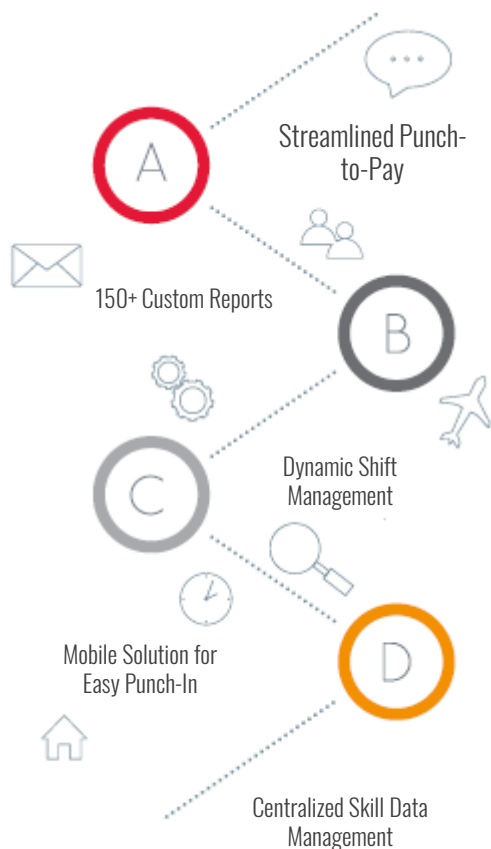 Streamlined Punch-
to-Pay
A
150+ Custom Reports
B
Dynamic Shift
Management
C
Mobile Solution for
Easy Punch-In
D
Centralized Skill Data
Management